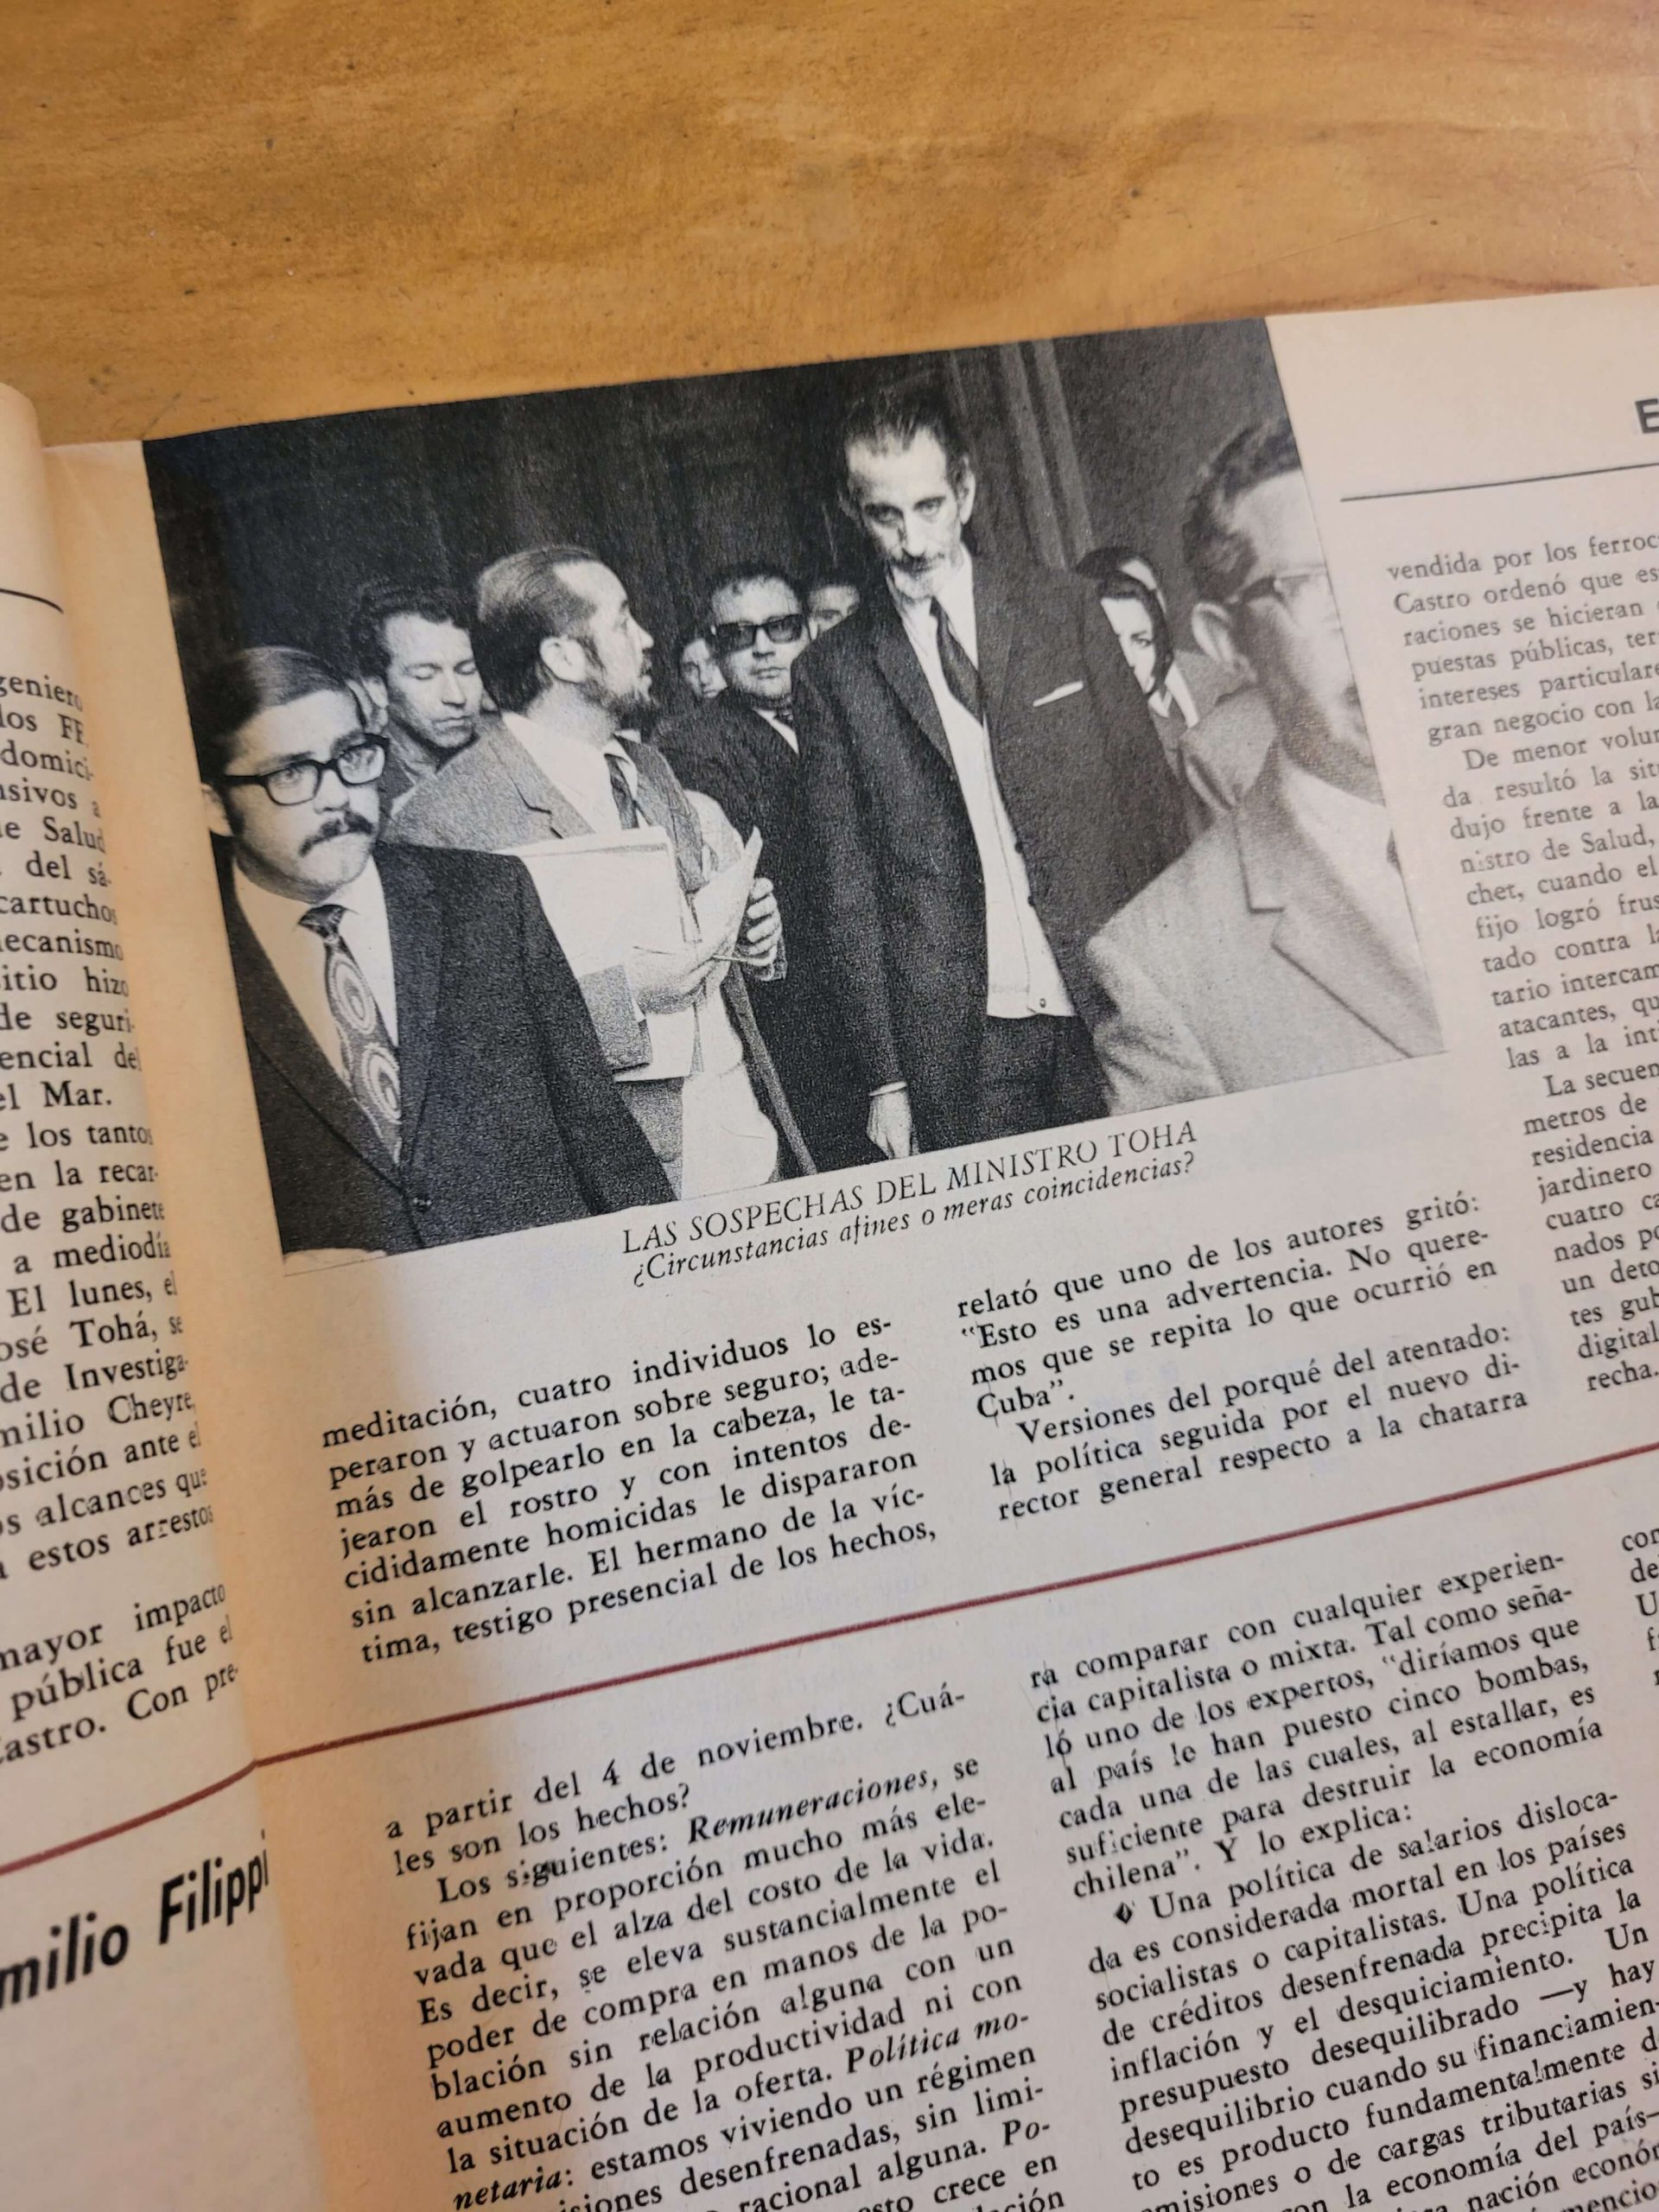 los
domici-
de Salud
del sá-
cartuchos
mecanismo
sitio hizo
de seguri-
encial del
el Mar.
e los tantos
en la recar-
de gabinete
a mediodía
El lunes, el
José Tohá, se
de Investiga-
milio Cheyre,
osición ante el
os alcances que
estos arrestos
mayor impacto
pública fue el
Castro. Con pre-
milio Filippi
LAS SOSPECHAS DEL MINISTRO TOHA
¿Circunstancias afines o meras coincidencias?
meditación, cuatro individuos lo es-
peraron y actuaron sobre seguro; ade-
más de golpearlo en la cabeza, le ta-
jearon el rostro y con intentos de-
cididamente homicidas le dispararon
sin alcanzarle. El hermano de la víc-
tima, testigo presencial de los hechos,
relató que uno de los autores gritó:
“Esto es una advertencia. No quere-
mos que se repita lo que ocurrió en
Cuba”.
Versiones del porqué del atentado:
la política seguida por el nuevo di-
rector general respecto a la chatarra
vendida por los ferroc
Castro ordenó que es
raciones se hicieran
puestas públicas, ter
intereses particulare
gran negocio con la
De menor volu
da resultó la situ
dujo frente a la
nistro de Salud,
chet, cuando el
fijo logró frus
tado contra la
tario intercam
atacantes, qu
las a la int
La secuen
metros de
residencia
jardinero
cuatro ca
nados po
un deto
tes gub
digital
recha.
a partir del 4 de noviembre. ¿Cuá-
les son los hechos?
Los siguientes: Remuneraciones, se
fijan en proporción mucho más ele-
vada que el alza del costo de la vida.
Es decir, se eleva sustancialmente el
poder de compra en manos de la po-
blación sin relación alguna con un
aumento de la productividad ni con
la situación de la oferta. Política mo-
netaria: estamos viviendo un régimen
isiones desenfrenadas, sin limi-
racional alguna. Po-
esto crece en
ra comparar con cualquier experien-
cia capitalista o mixta. Tal como seña-
ló uno de los expertos, “diríamos que
al país le han puesto cinco bombas,
cada una de las cuales, al estallar, es
suficiente para destruir la economía
chilena”. Y lo explica:
♦ Una política de salarios disloca-
da es considerada mortal en los países
socialistas o capitalistas. Una política
de créditos desenfrenada precipita la
inflación y el desquiciamiento. Un
presupuesto desequilibrado —y hay
desequilibrio cuando su financiamien-
to es producto fundamentalmente d
emisiones o de cargas tributarias si
la economía del país—
nación econó